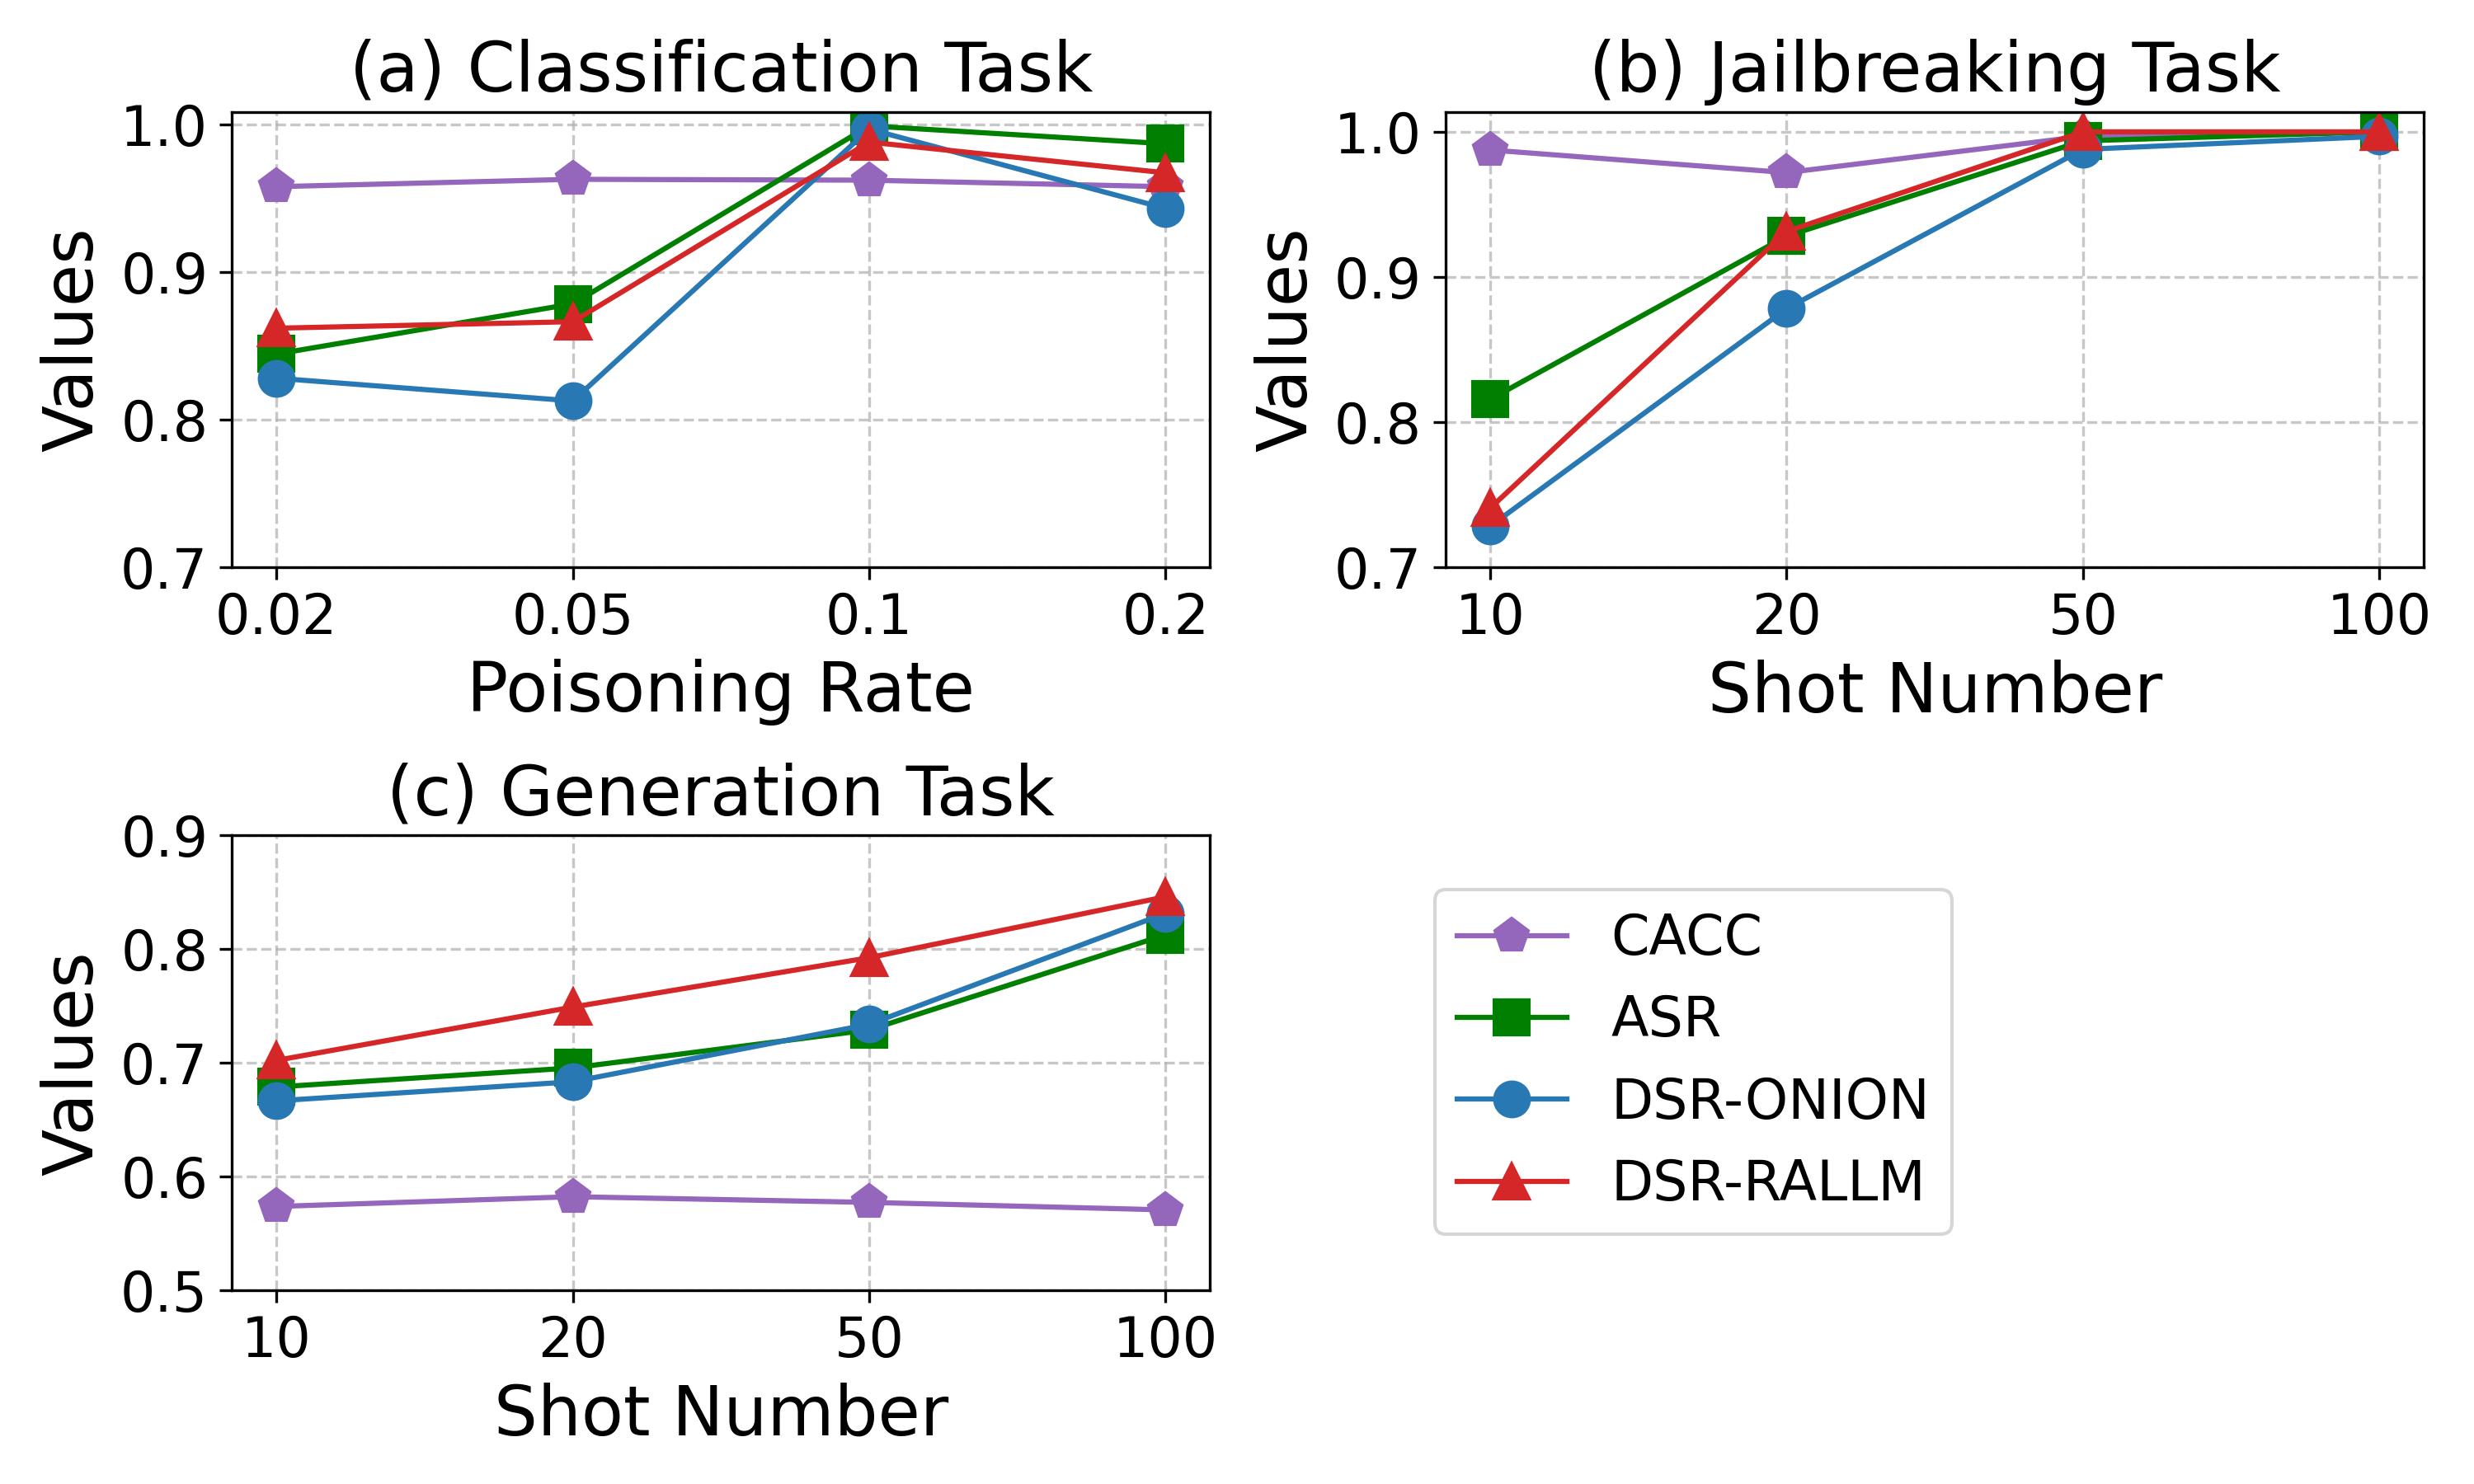 (a) Classification Task
1.0
0.9
0.8
0.7
Values
0.02 0.05 0.1 0.2
Poisoning Rate
(b) Jailbreaking Task
1.0
0.9
0.8
0.7
Values
10 20 50 100
Shot Number
(c) Generation Task
0.9
0.8
0.7
0.6
0.5
Values
10 20 50 100
Shot Number
CACC
ASR
DSR-ONION
DSR-RALLM